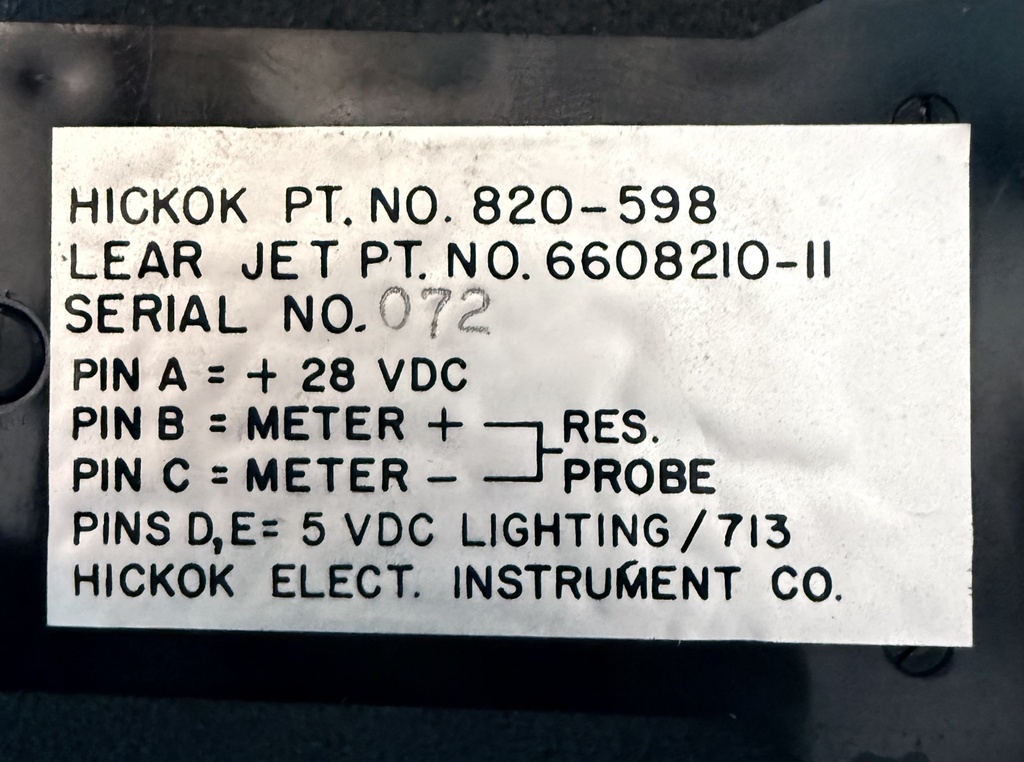 HICKOK PT. NO. 820-598
LEAR JET PT. NO. 6608210-11
SERIAL NO. 072
PIN A = + 28 VDC
PIN B = METER + RES.
PIN C = METER - PROBE
PINS D,E= 5 VDC LIGHTING/713
HICKOK ELECT. INSTRUMENT CO.